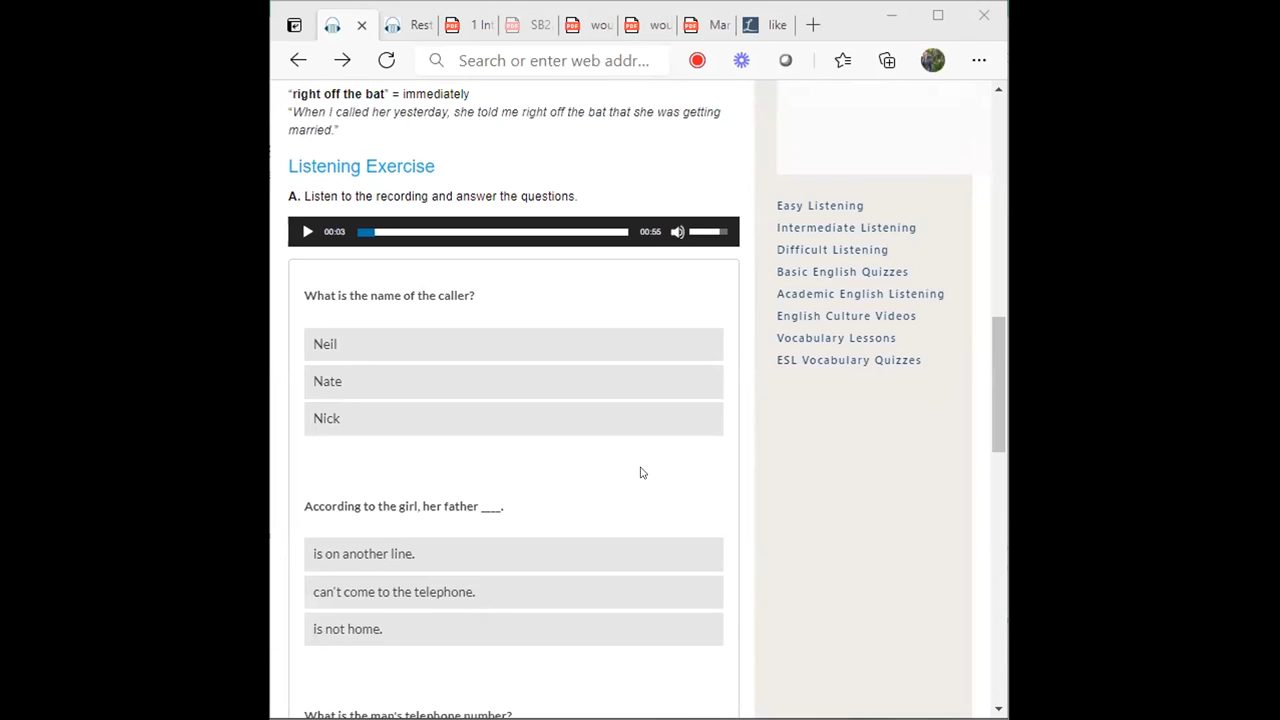 Rest
1 Int
SB2
wou
wou
Mar
like
Search or enter web addr...
"right off the bat" = immediately
"When I called her yesterday, she told me right off the bat that she was getting
married."
Listening Exercise
A. Listen to the recording and answer the questions.
00:03
00:55
What is the name of the caller?
Neil
Nate
Nick
According to the girl, her father ____.
is on another line.
can't come to the telephone.
is not home.
What is the man's telephone number?
Easy Listening
Intermediate Listening
Difficult Listening
Basic English Quizzes
Academic English Listening
English Culture Videos
Vocabulary Lessons
ESL Vocabulary Quizzes